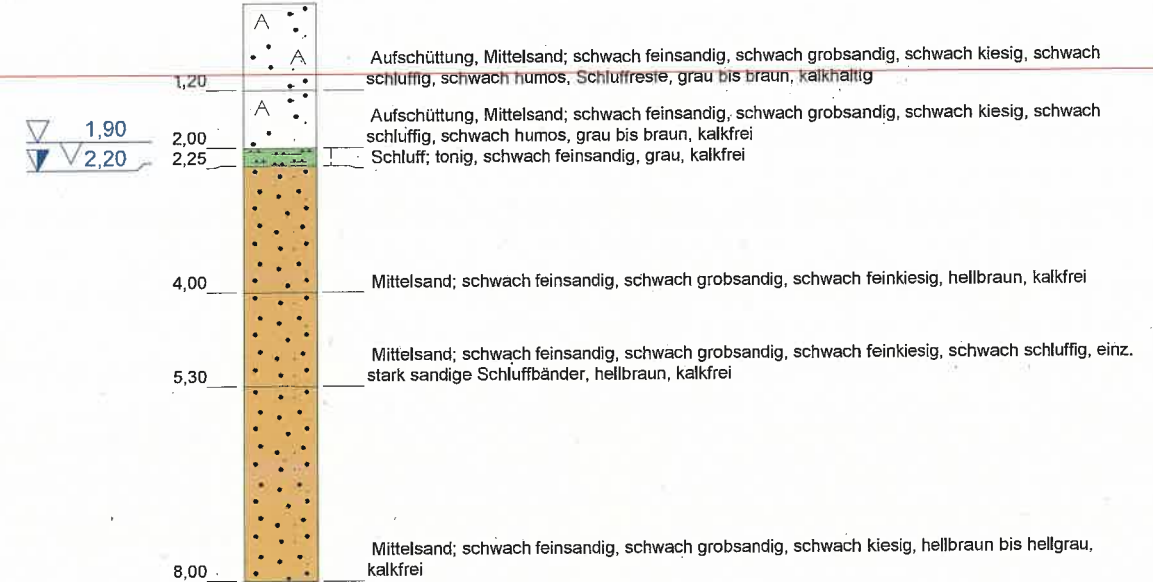 A
A
Aufschüttung, Mittelsand; schwach feinsandig, schwach grobsandig, schwach kiesig, schwach
schluffig, schwach humos, Schluffreste, grau bis braun, kalkhaltig
1,20
A
Aufschüttung, Mittelsand; schwach feinsandig, schwach grobsandig, schwach kiesig, schwach
schluffig, schwach humos, grau bis braun, kalkfrei
1,90
2,00
2,20
2,25
Schluff; tonig, schwach feinsandig, grau, kalkfrei
4,00
Mittelsand; schwach feinsandig, schwach grobsandig, schwach feinkiesig, hellbraun, kalkfrei
Mittelsand; schwach feinsandig, schwach grobsandig, schwach feinkiesig, schwach schluffig, einz.
stark sandige Schluffbänder, hellbraun, kalkfrei
5,30
Mittelsand; schwach feinsandig, schwach grobsandig, schwach kiesig, hellbraun bis hellgrau,
kalkfrei
8,00